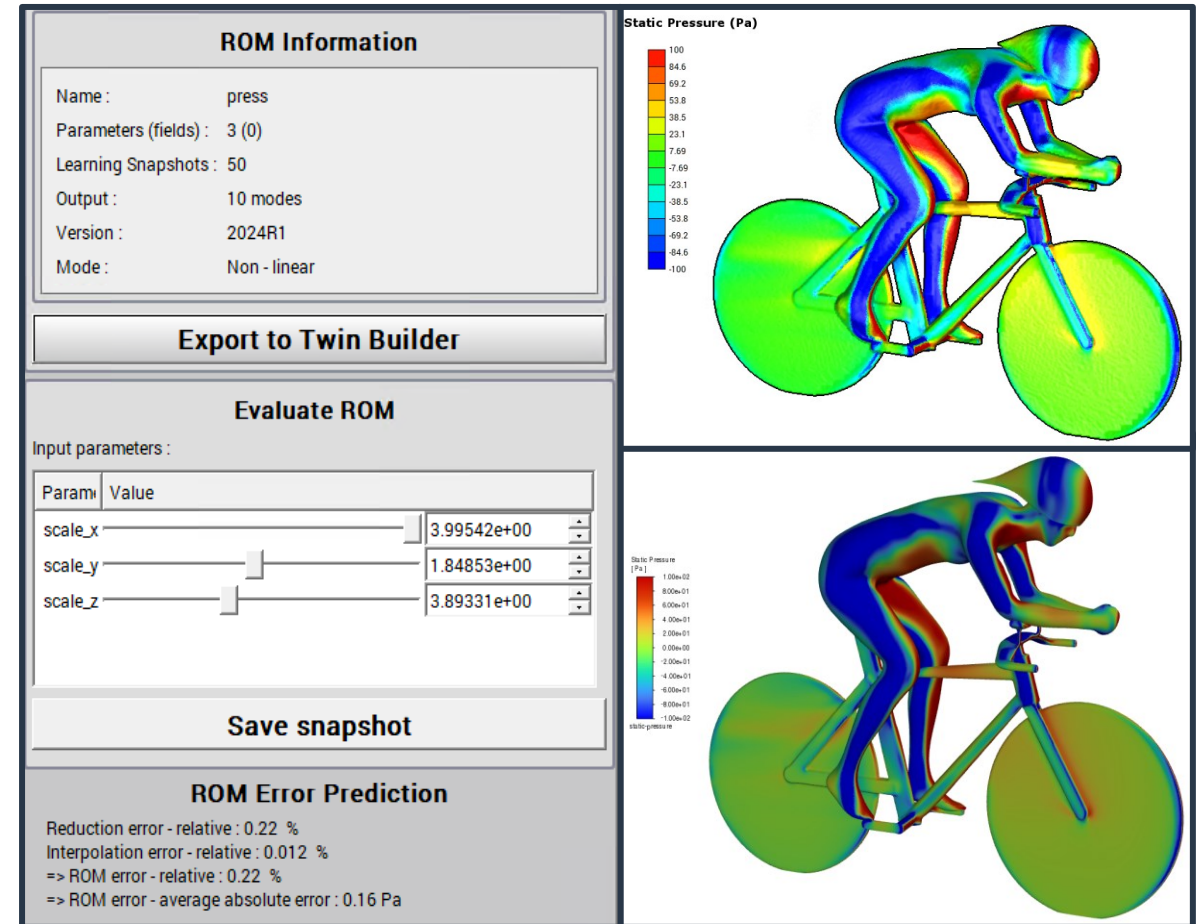 ROM Information
Name : press
Parameters (fields) : 3 (0)
Learning Snapshots : 50
Output : 10 modes
Version : 2024R1
Mode : Non - linear
Export to Twin Builder
Evaluate ROM
Input parameters :
Parame Value
scale_x 3.99542e+00
scale_y 1.84853e+00
scale_z 3.89331e+00
Save snapshot
ROM Error Prediction
Reduction error - relative : 0.22 %
Interpolation error - relative : 0.012 %
=> ROM error - relative : 0.22 %
=> ROM error - average absolute error : 0.16 Pa
Static Pressure (Pa)
100
84.6
69.2
53.8
38.5
23.1
7.69
-7.69
-23.1
-38.5
-53.8
-69.2
-84.6
-100
Static Pressure
[ Pa ]
1.00e+02
8.00e+01
6.00e+01
4.00e+01
2.00e+01
0.00e+00
-2.00e+01
-4.00e+01
-6.00e+01
-8.00e+01
-1.00e+02
static-pressure